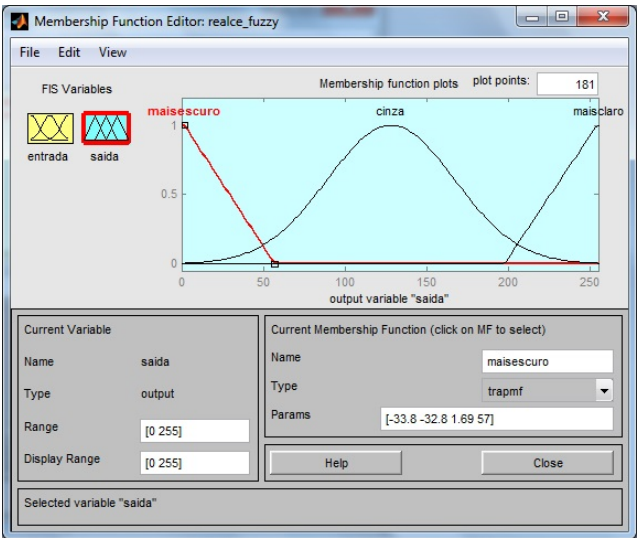 Membership Function Editor: realce_fuzzy
File Edit View
FIS Variables
Membership function plots plot points: 181
entrada saida
maisescuro cinza maisclaro
1
0.5
0
0 50 100 150 200 250
output variable "saida"
Current Variable
Name saida
Type output
Range [0 255]
Display Range [0 255]
Current Membership Function (click on MF to select)
Name maisescuro
Type trapmf
Params [-33.8 -32.8 1.69 57]
Help Close
Selected variable "saida"